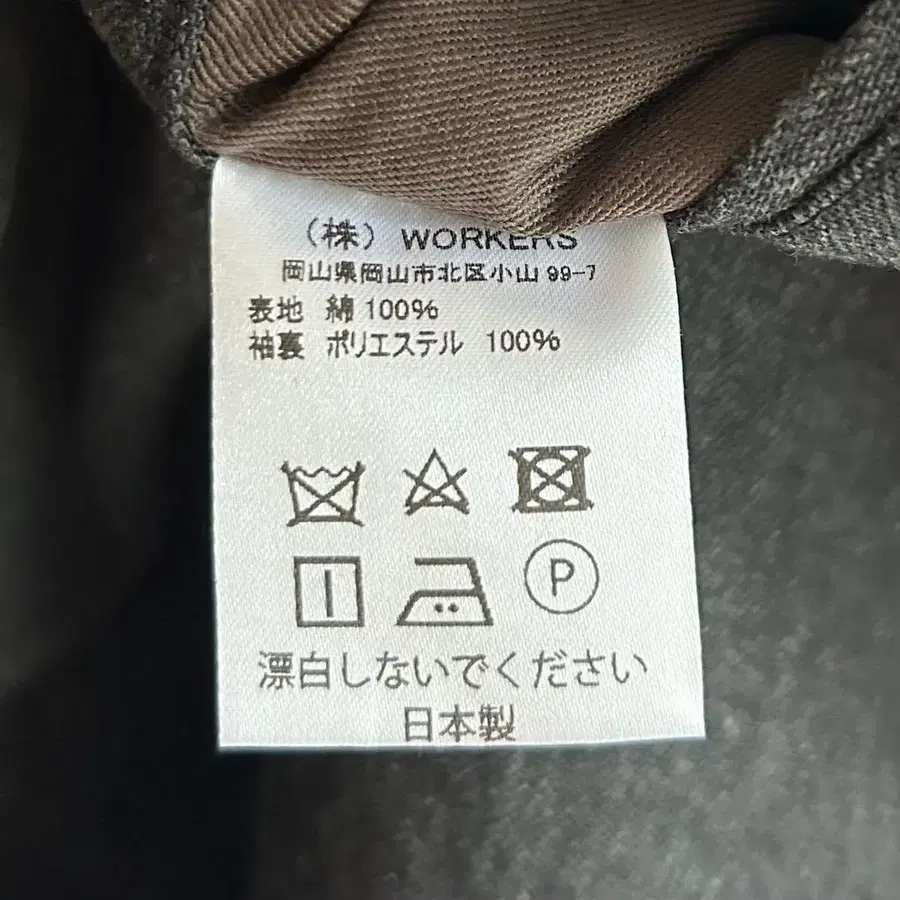 （株） WORKERS
岡山県岡山市北区小山 99-7
表地 綿 100%
袖裏 ポリエステル 100%
P
漂白しないでください
日本製